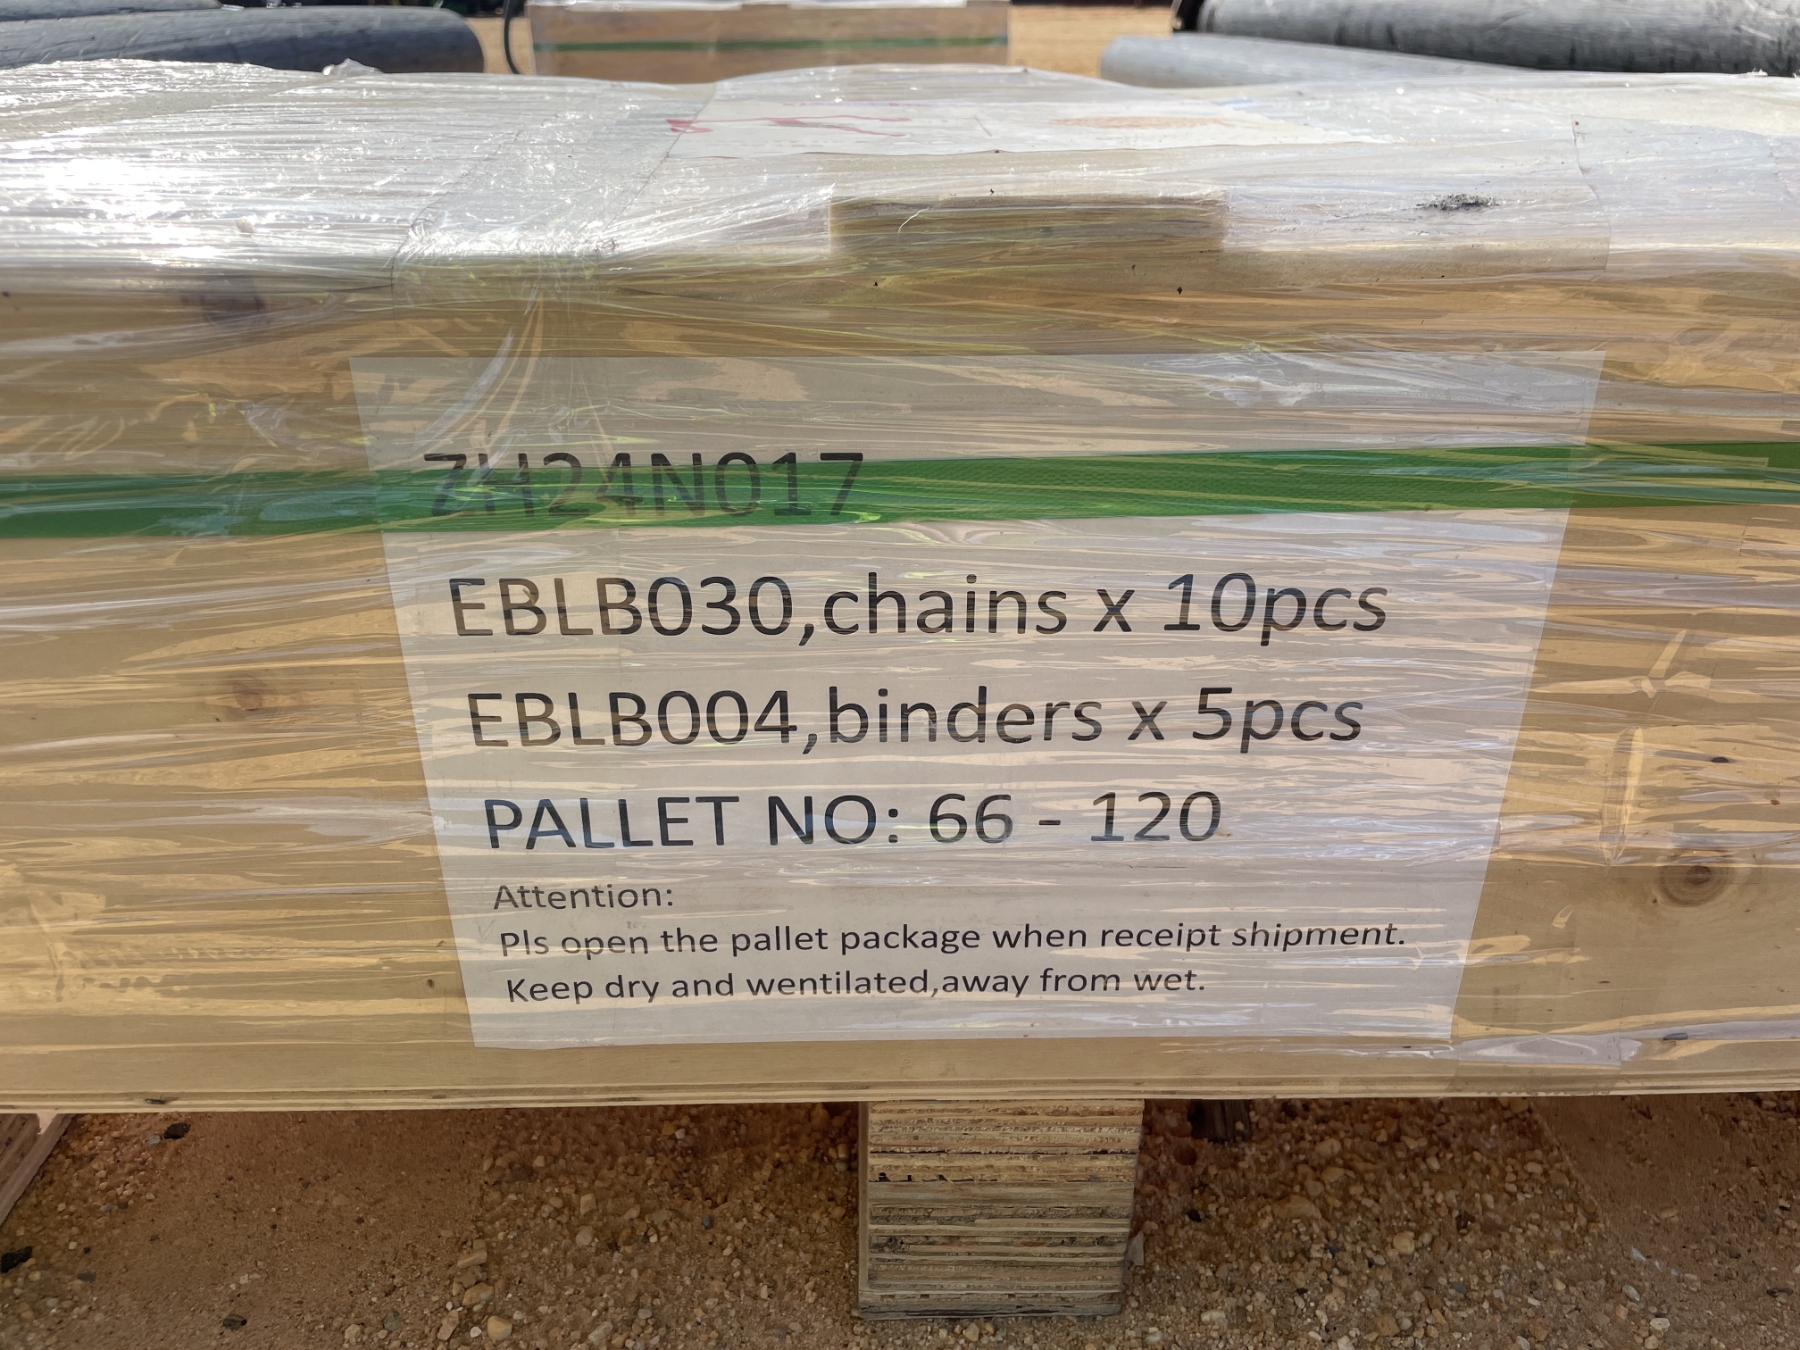 ZH24N017
EBLB030,chains x 10pcs
EBLB004,binders x 5pcs
PALLET NO: 66 - 120
Attention:
Pls open the pallet package when receipt shipment.
Keep dry and wentilated,away from wet.